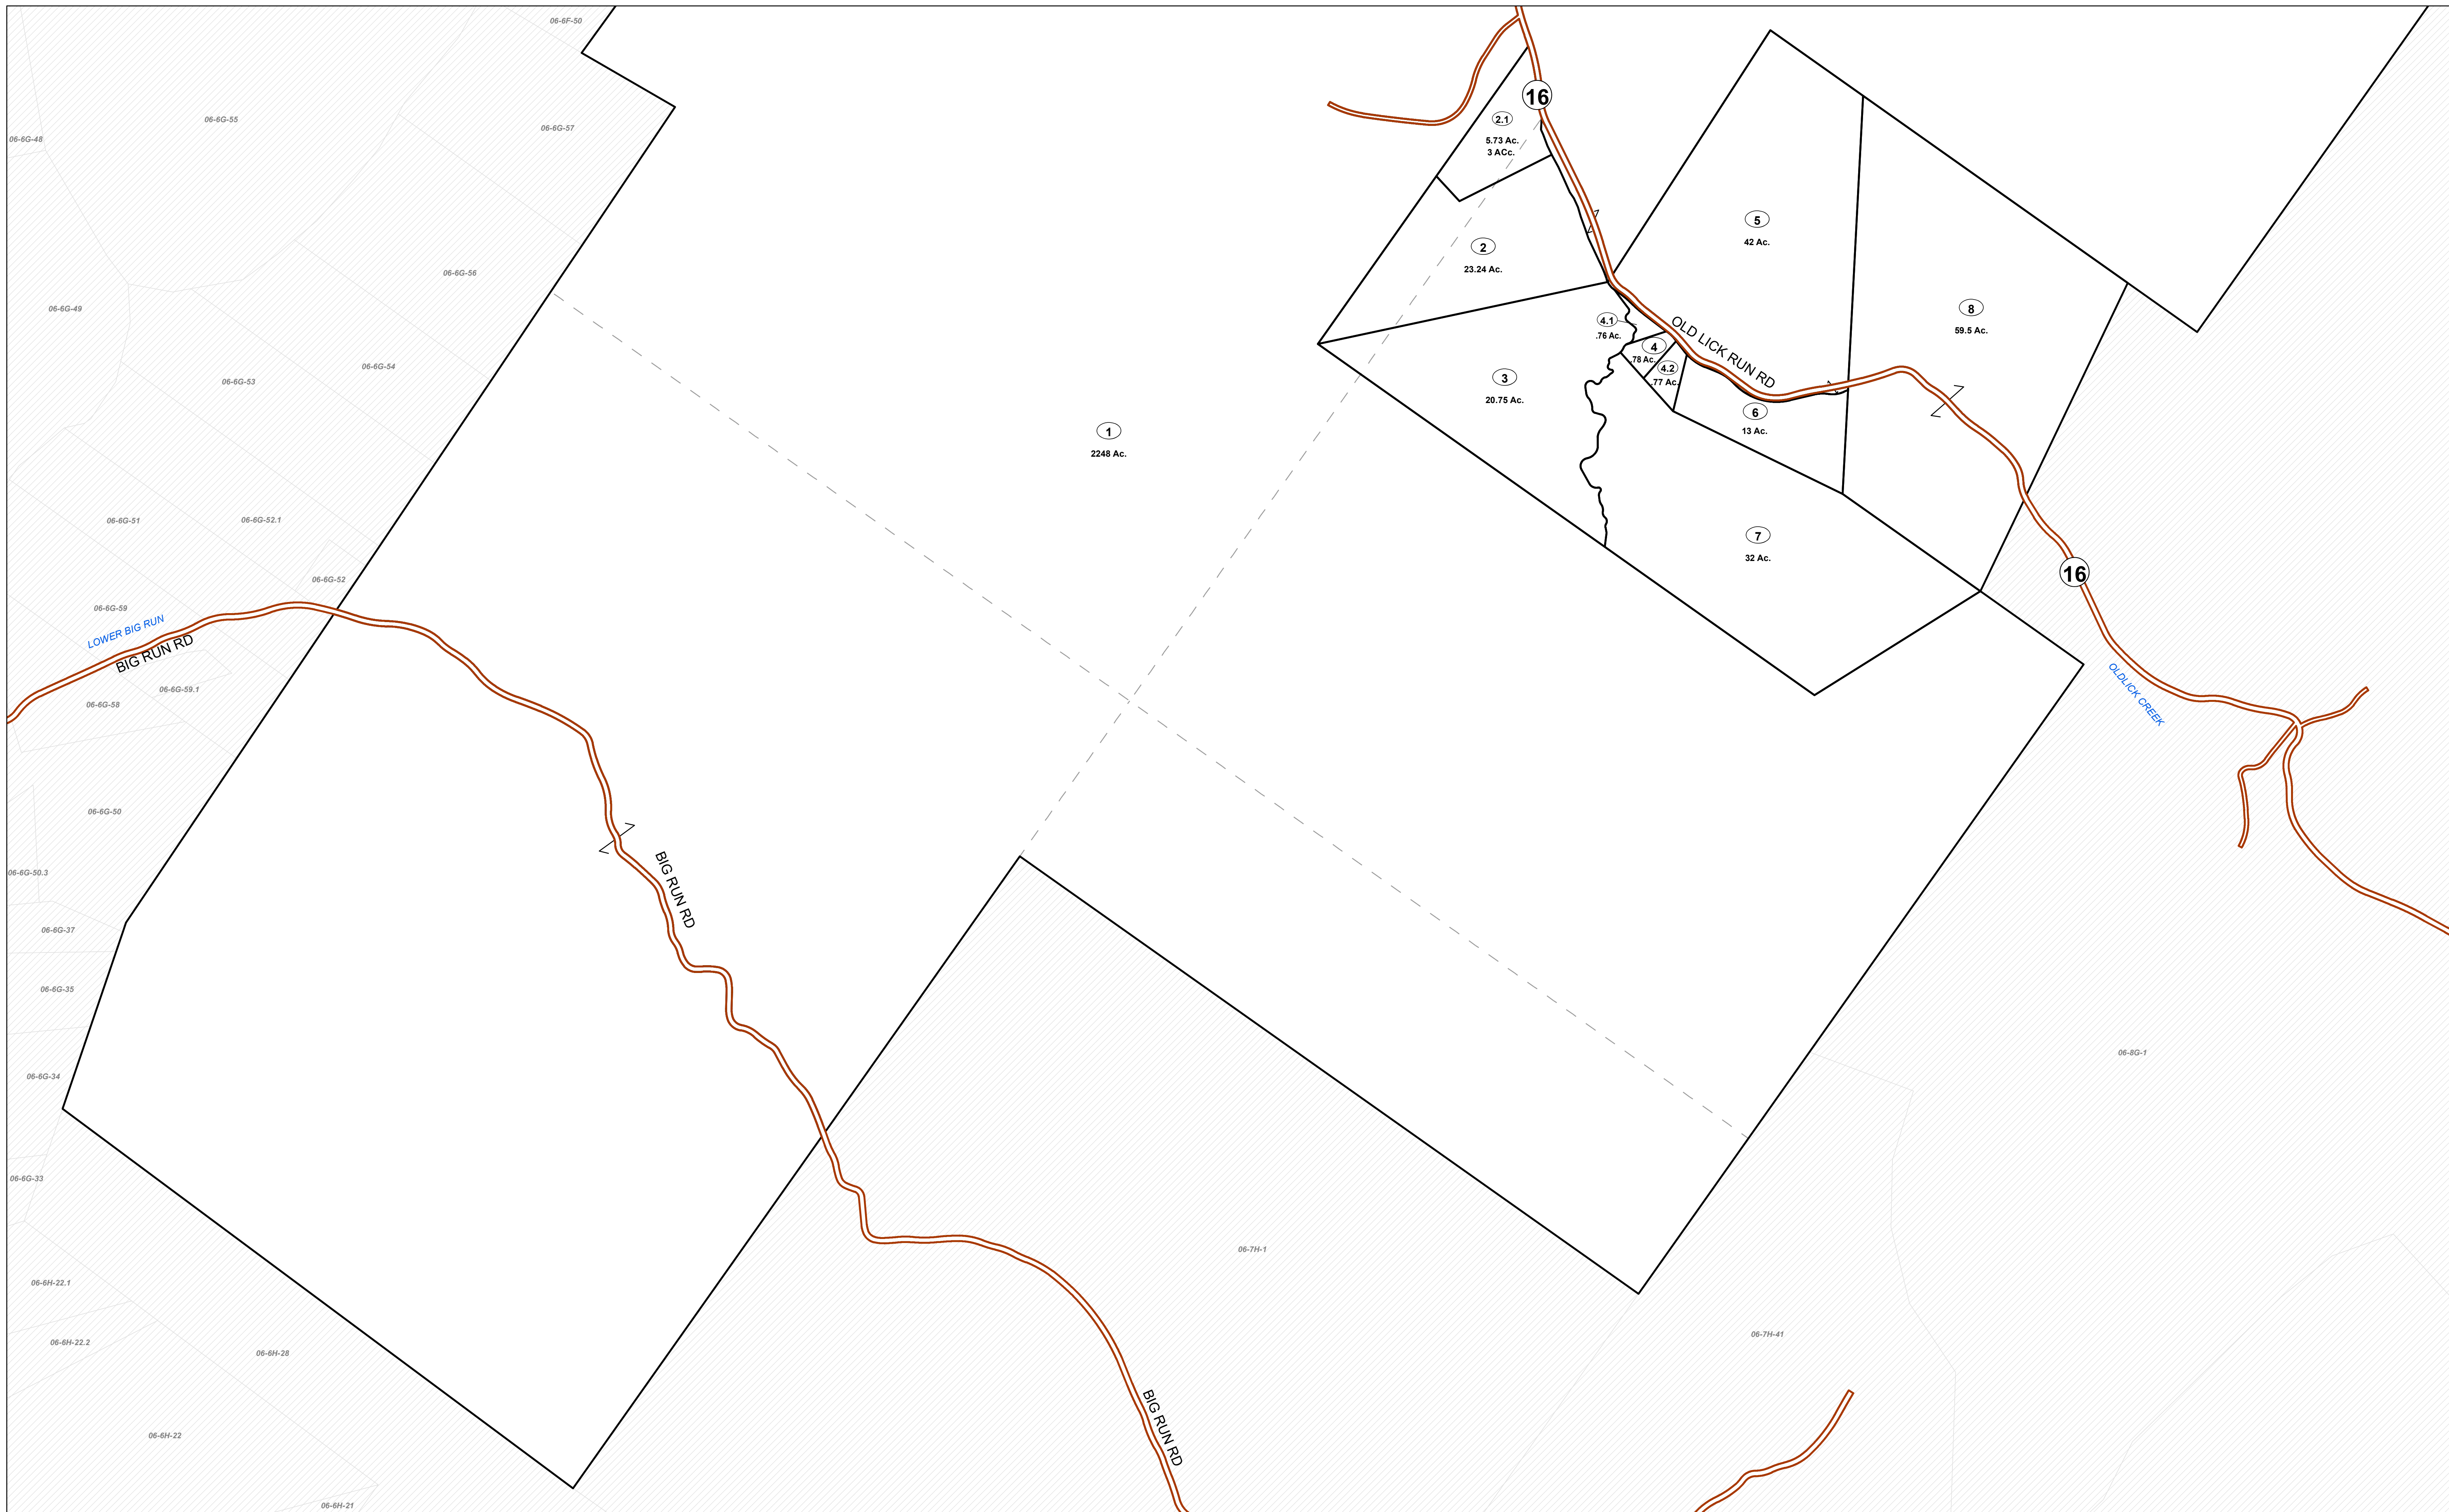 06-6F-50
16
2.1
5.73 Ac.
3 ACc.
06-6G-55
06-6G-57
06-6G-48
5
42 Ac.
2
23.24 Ac.
06-6G-56
06-6G-49
8
59.5 Ac.
4.1
.76 Ac.
OLD LICK RUN RD
4
.78 Ac.
4.2
.77 Ac.
06-6G-54
06-6G-53
3
20.75 Ac.
6
13 Ac.
1
2248 Ac.
06-6G-51
06-6G-52.1
7
32 Ac.
16
06-6G-52
06-6G-59
LOWER BIG RUN
BIG RUN RD
06-6G-59.1
06-6G-58
OLDLICK CREEK
06-6G-50
BIG RUN RD
06-6G-50.3
06-6G-37
06-6G-35
06-8G-1
06-6G-34
06-6G-33
06-7H-1
06-6H-22.1
06-7H-41
06-6H-22.2
06-6H-28
BIG RUN RD
06-6H-22
06-6H-21